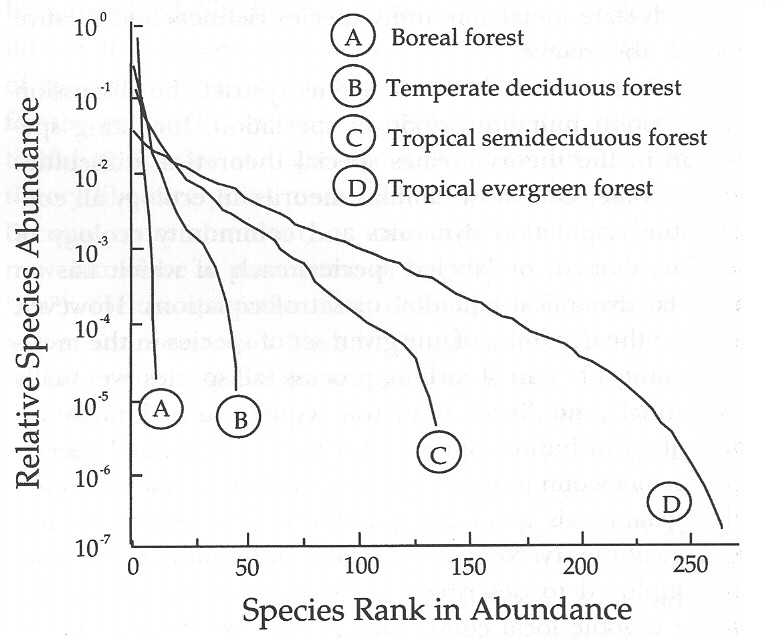 A Boreal forest
B Temperate deciduous forest
C Tropical semideciduous forest
D Tropical evergreen forest
Relative Species Abundance
10⁰
10⁻¹
10⁻²
10⁻³
10⁻⁴
10⁻⁵
10⁻⁶
10⁻⁷
A
B
C
D
0 50 100 150 200 250
Species Rank in Abundance